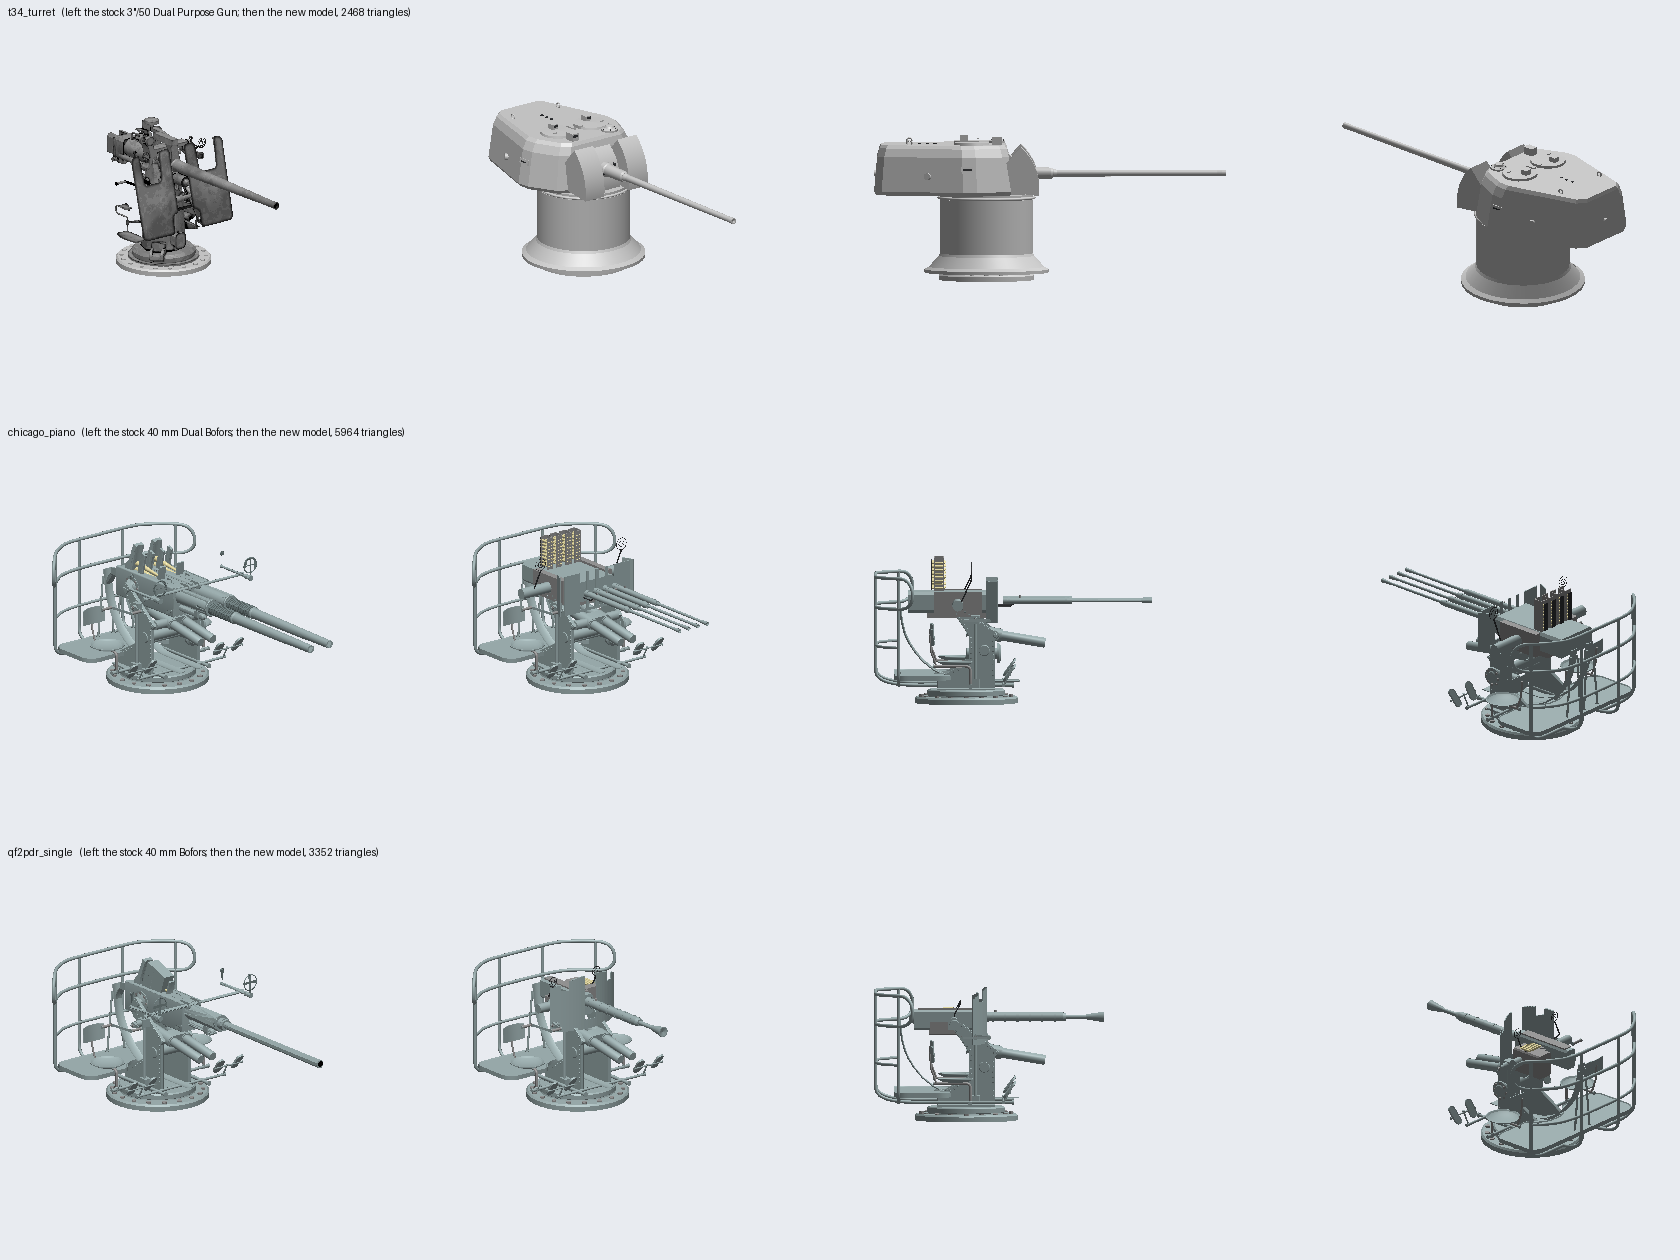 t34_turret (left: the stock 3"/50 Dual Purpose Gun; then the new model, 2468 triangles)
chicago_piano (left: the stock 40 mm Dual Bofors; then the new model, 5964 triangles)
qf2pdr_single (left: the stock 40 mm Bofors; then the new model, 3352 triangles)